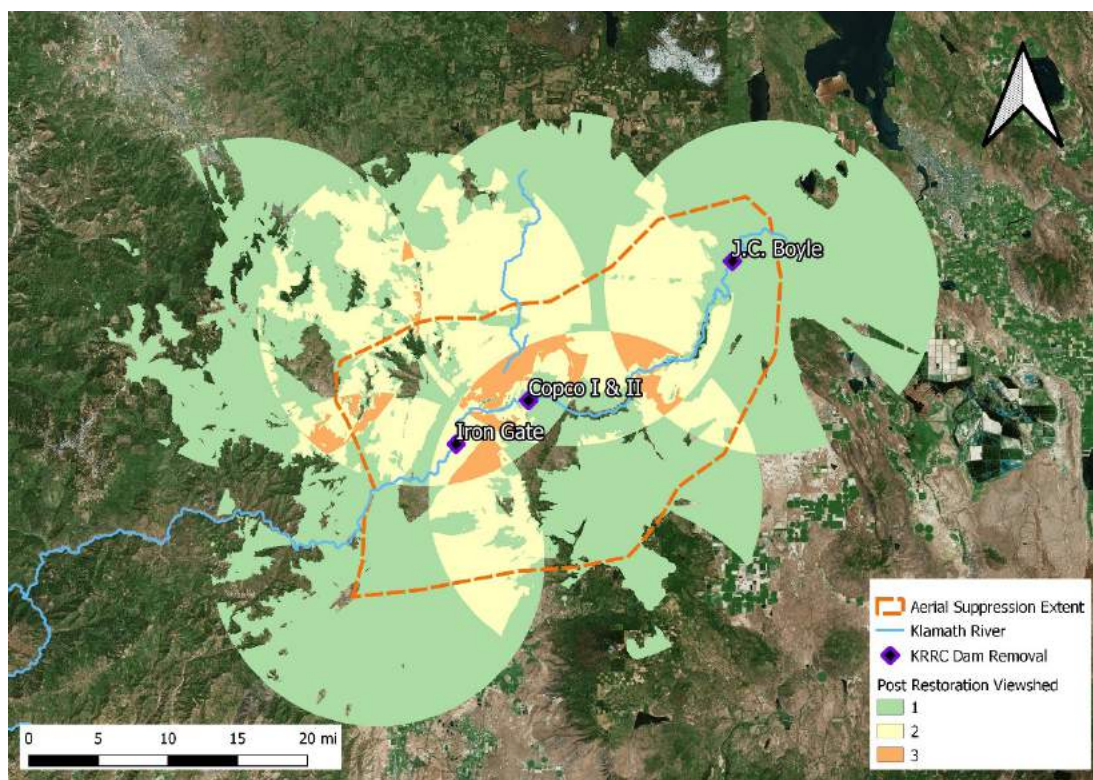 J.C. Boyle
Copco I & II
Iron Gate
Aerial Suppression Extent
Klamath River
KRRC Dam Removal
Post Restoration Viewshed
1
2
3
0 5 10 15 20 mi